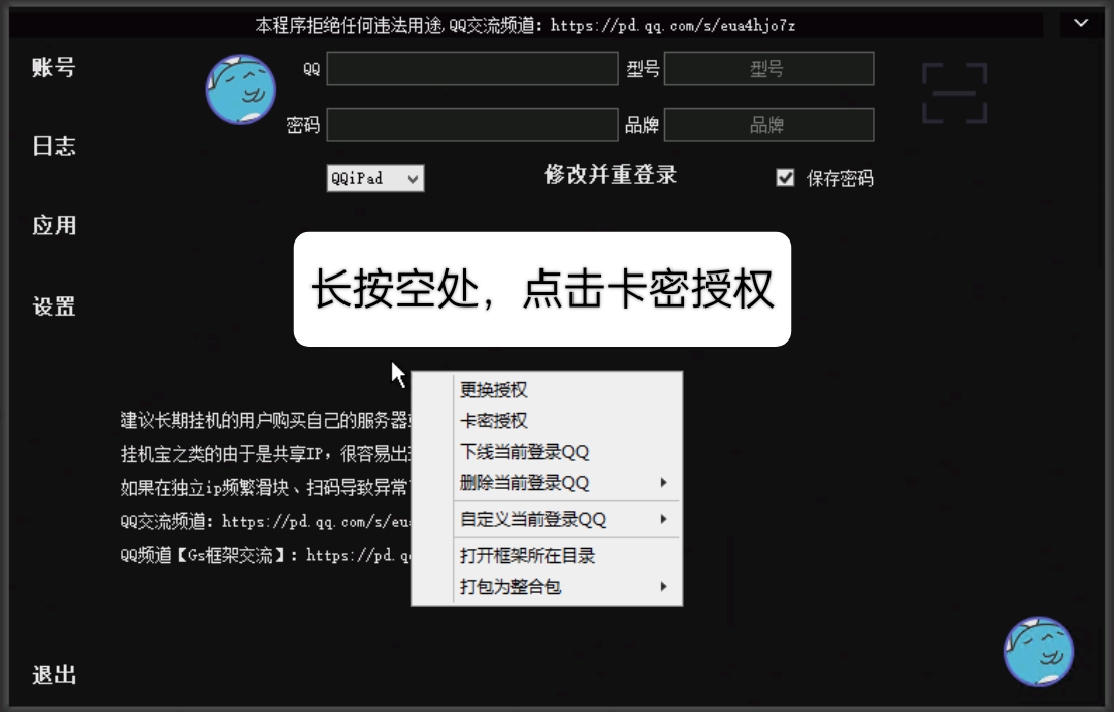 本程序拒绝任何违法用途,QQ交流频道: https://pd.qq.com/s/eua4hjo7z
账号
QQ
型号
型号
密码
品牌
品牌
日志
QQiPad
修改并重登录
保存密码
应用
长按空处，点击卡密授权
设置
更换授权
卡密授权
下线当前登录QQ
删除当前登录QQ
自定义当前登录QQ
打开框架所在目录
打包为整合包
建议长期挂机的用户购买自己的服务器
挂机宝之类的由于是共享IP，很容易出
如果在独立ip频繁滑块、扫码导致异常
QQ交流频道: https://pd.qq.com/s/eu
QQ频道【Gs框架交流】: https://pd.q
退出